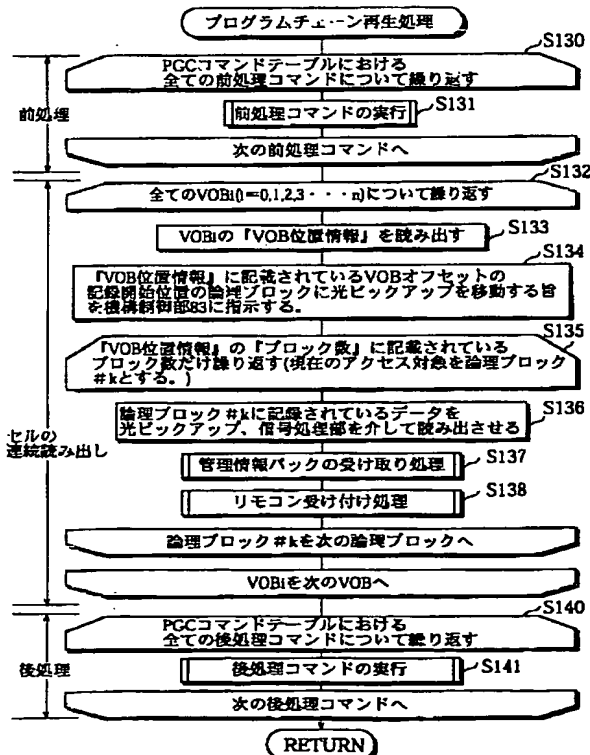 プログラムチェーン再生処理
S130
PGCコマンドテーブルにおける
全ての前処理コマンドについて繰り返す
前処理
前処理コマンドの実行
S131
次の前処理コマンドへ
S132
全てのVOBi(i=0,1,2,3・・・n)について繰り返す
VOBiの『VOB位置情報』を読み出す
S133
S134
『VOB位置情報』に記載されているVOBオフセットの
記録開始位置の論理ブロックに光ピックアップを移動する旨
を機構制御部83に指示する。
S135
『VOB位置情報』の『ブロック数』に記載されている
ブロック数だけ繰り返す(現在のアクセス対象を論理ブロック
#kとする。)
セルの
連続読み出し
論理ブロック#kに記録されているデータを
光ピックアップ、信号処理部を介して読み出させる
S136
管理情報パックの受け取り処理
S137
リモコン受け付け処理
S138
論理ブロック#kを次の論理ブロックへ
VOBiを次のVOBへ
S140
PGCコマンドテーブルにおける
全ての後処理コマンドについて繰り返す
後処理
後処理コマンドの実行
S141
次の後処理コマンドへ
RETURN